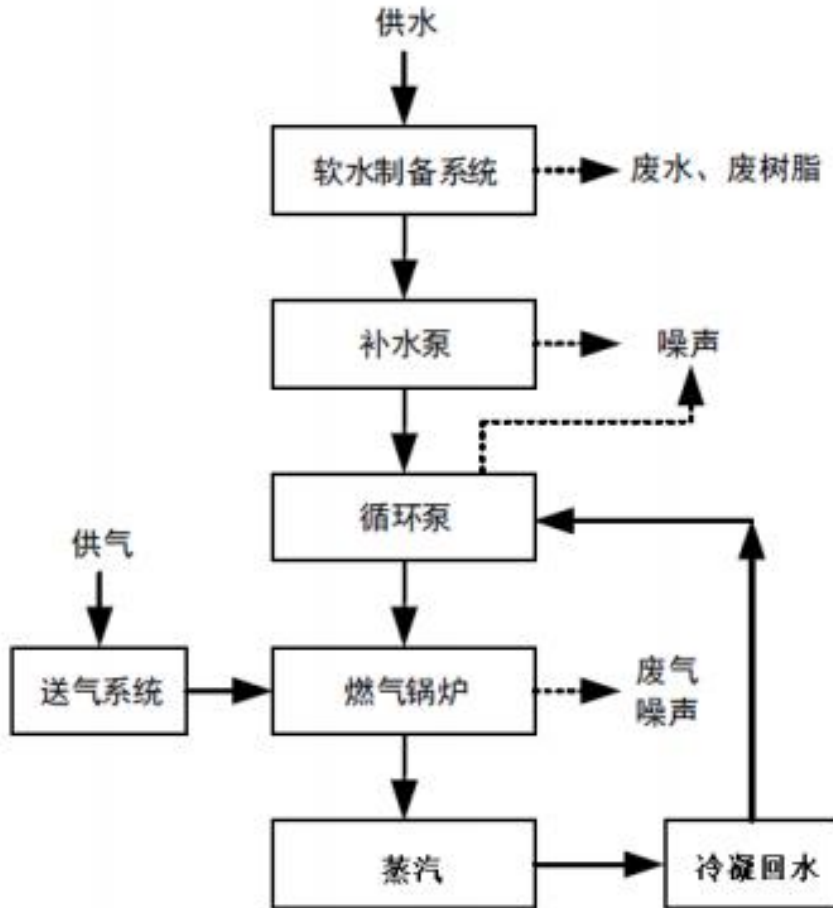 供水
软水制备系统
废水、废树脂
补水泵
噪声
循环泵
供气
送气系统
燃气锅炉
废气
噪声
蒸汽
冷凝回水